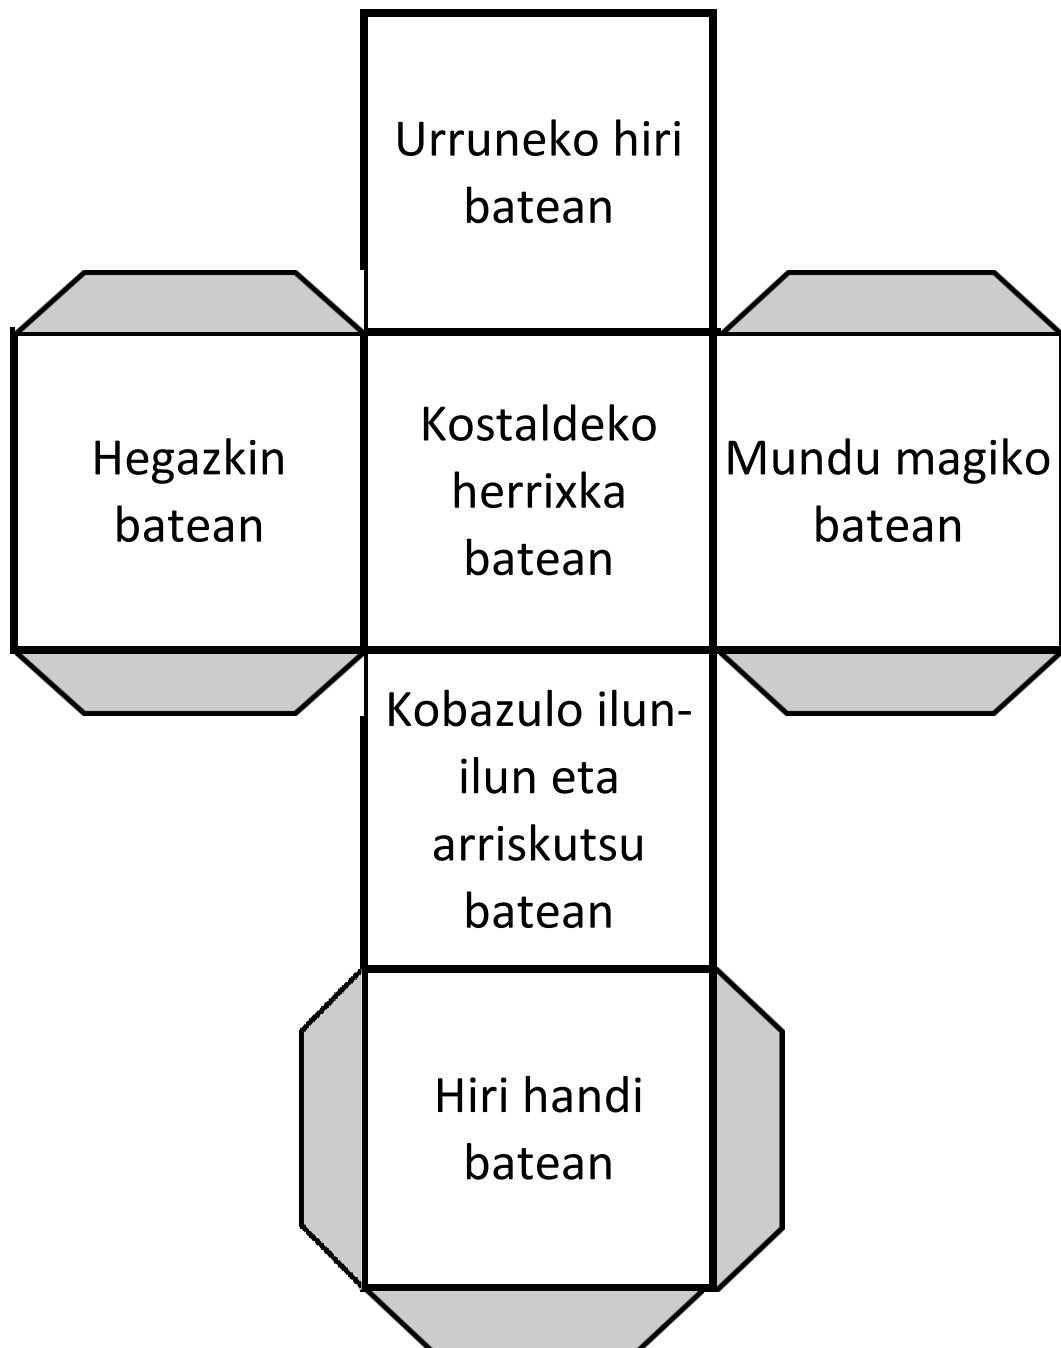 Urruneko hiri
batean
Hegazkin
batean
Kostaldeko
herrixka
batean
Mundu magiko
batean
Kobazulo ilun-
ilun eta
arriskutsu
batean
Hiri handi
batean